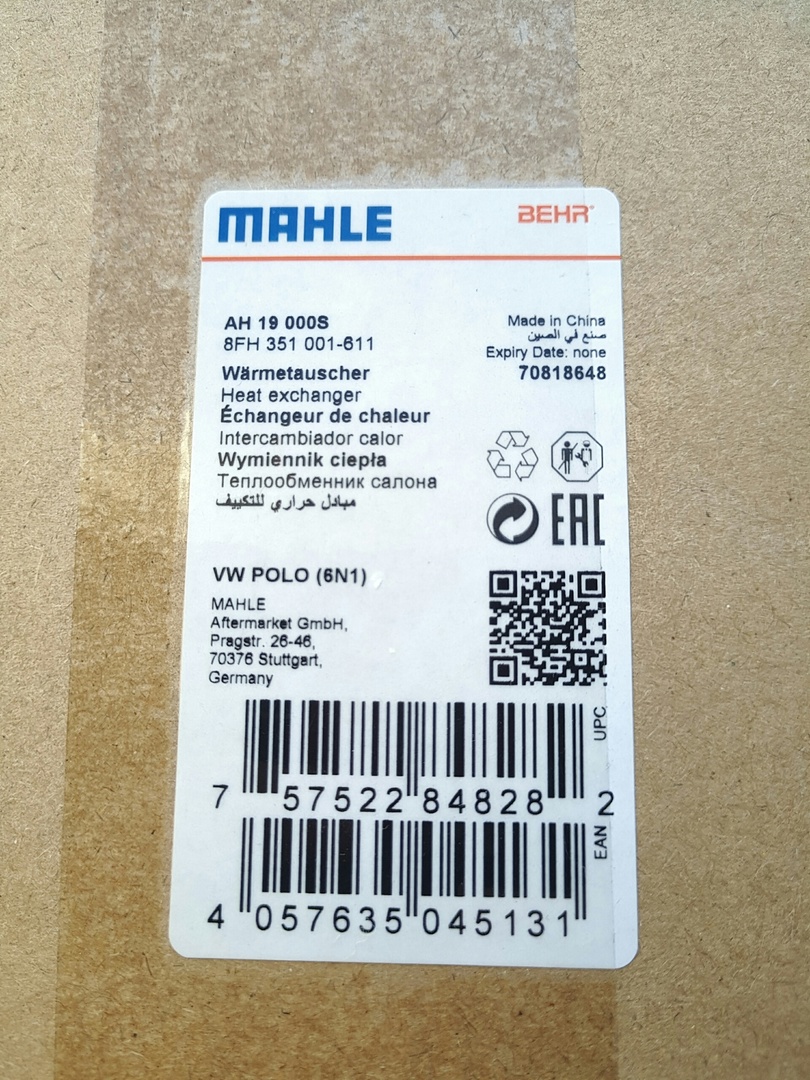 MAHLE
BEHR®
AH 19 000S
8FH 351 001-611
Made in China
صنع في الصين
Expiry Date: none
70818648
Wärmetauscher
Heat exchanger
Échangeur de chaleur
Intercambiador calor
Wymiennik ciepła
Теплообменник салона
مبادل حراري للتكييف
EAC
VW POLO (6N1)
MAHLE
Aftermarket GmbH,
Pragstr. 26-46,
70376 Stuttgart,
Germany
UPC
7 57522 84828 2
EAN
4 057635 045131